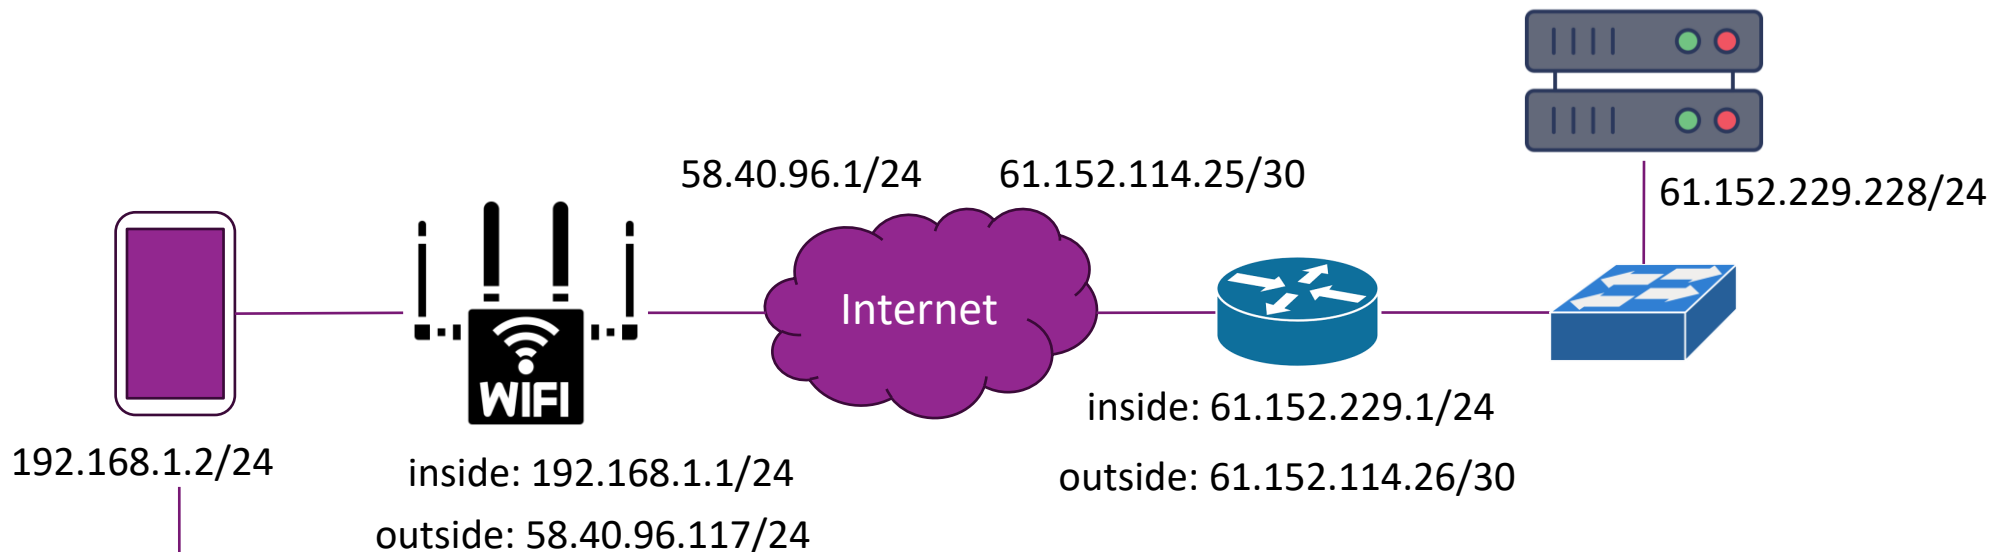 58.40.96.1/24
61.152.114.25/30
61.152.229.228/24
Internet
WIFI
inside: 61.152.229.1/24
outside: 61.152.114.26/30
192.168.1.2/24
inside: 192.168.1.1/24
outside: 58.40.96.117/24